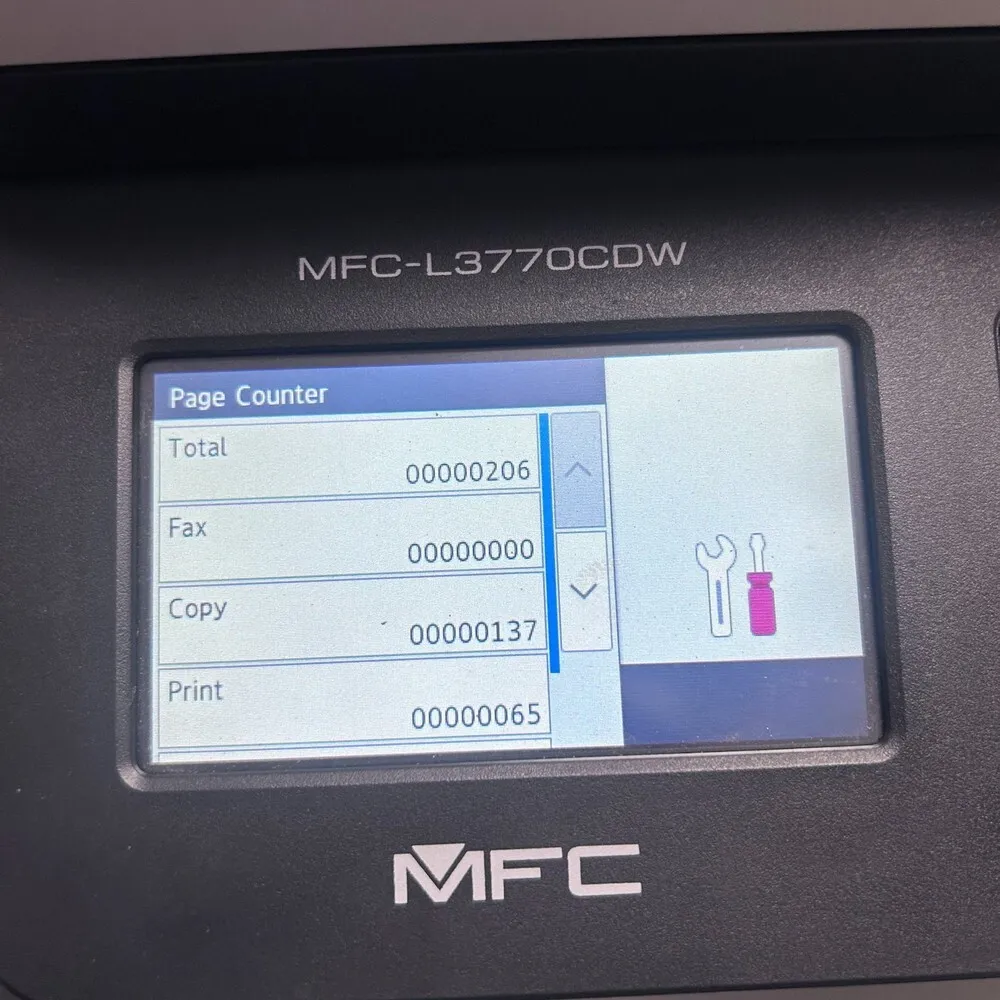 MFC-L3770CDW
Page Counter
Total
00000206
Fax
00000000
Copy
00000137
Print
00000065
MFC